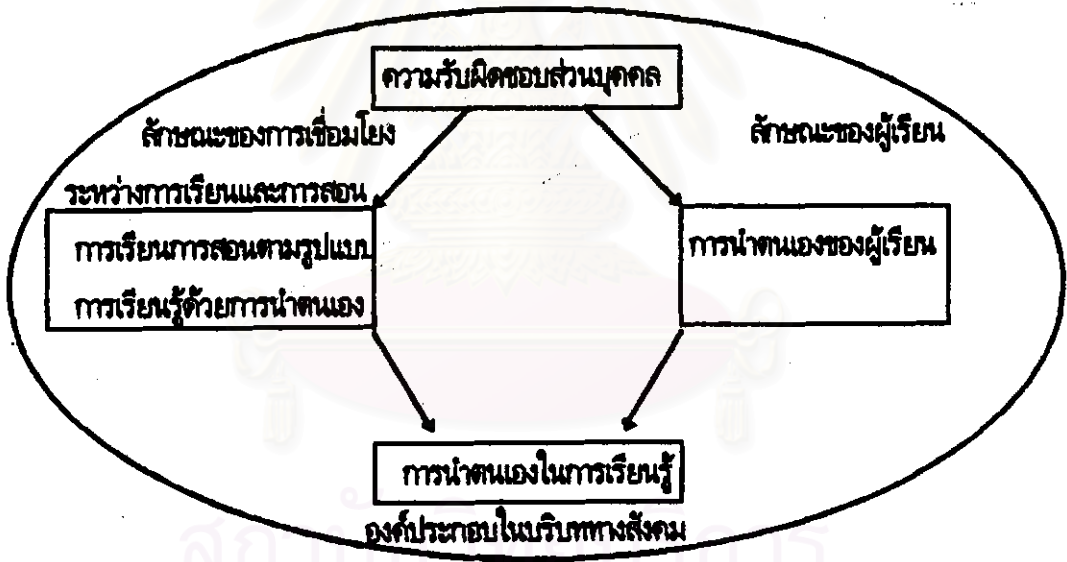 ความรับผิดชอบส่วนบุคคล
ลักษณะของการเชื่อมโยง
ระหว่างการเรียนและการสอน
ลักษณะของผู้เรียน
การเรียนการสอนตามรูปแบบ
การเรียนรู้ด้วยการนำตนเอง
การนำตนเองของผู้เรียน
การนำตนเองในการเรียนรู้
องค์ประกอบในบริบททางสังคม